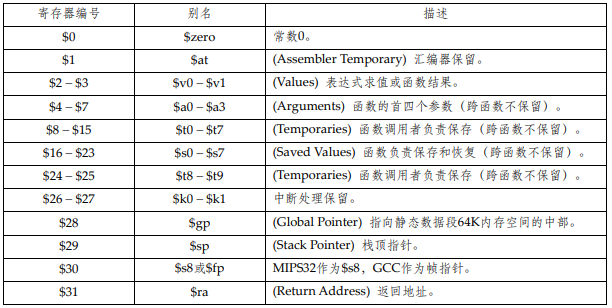 寄存器编号 别名 描述
$0 $zero 常数0。
$1 $at (Assembler Temporary) 汇编器保留。
$2 – $3 $v0 – $v1 (Values) 表达式求值或函数结果。
$4 – $7 $a0 – $a3 (Arguments) 函数的首四个参数（跨函数不保留）。
$8 – $15 $t0 – $t7 (Temporaries) 函数调用者负责保存（跨函数不保留）。
$16 – $23 $s0 – $s7 (Saved Values) 函数负责保存和恢复（跨函数不保留）。
$24 – $25 $t8 – $t9 (Temporaries) 函数调用者负责保存（跨函数不保留）。
$26 – $27 $k0 – $k1 中断处理保留。
$28 $gp (Global Pointer) 指向静态数据段64K内存空间的中部。
$29 $sp (Stack Pointer) 栈顶指针。
$30 $s8或$fp MIPS32作为$s8，GCC作为帧指针。
$31 $ra (Return Address) 返回地址。